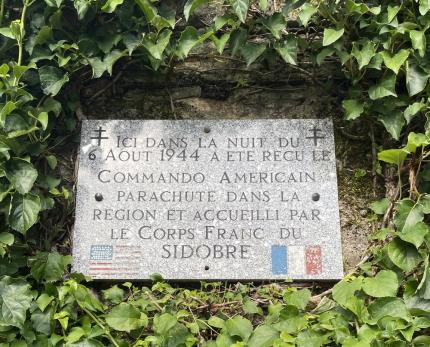 ICI DANS LA NUIT DU
6 AOUT 1944 A ETE RECU LE
COMMANDO AMERICAIN
PARACHUTE DANS LA
REGION ET ACCUEILLI PAR
LE CORPS FRANC DU
SIDOBRE